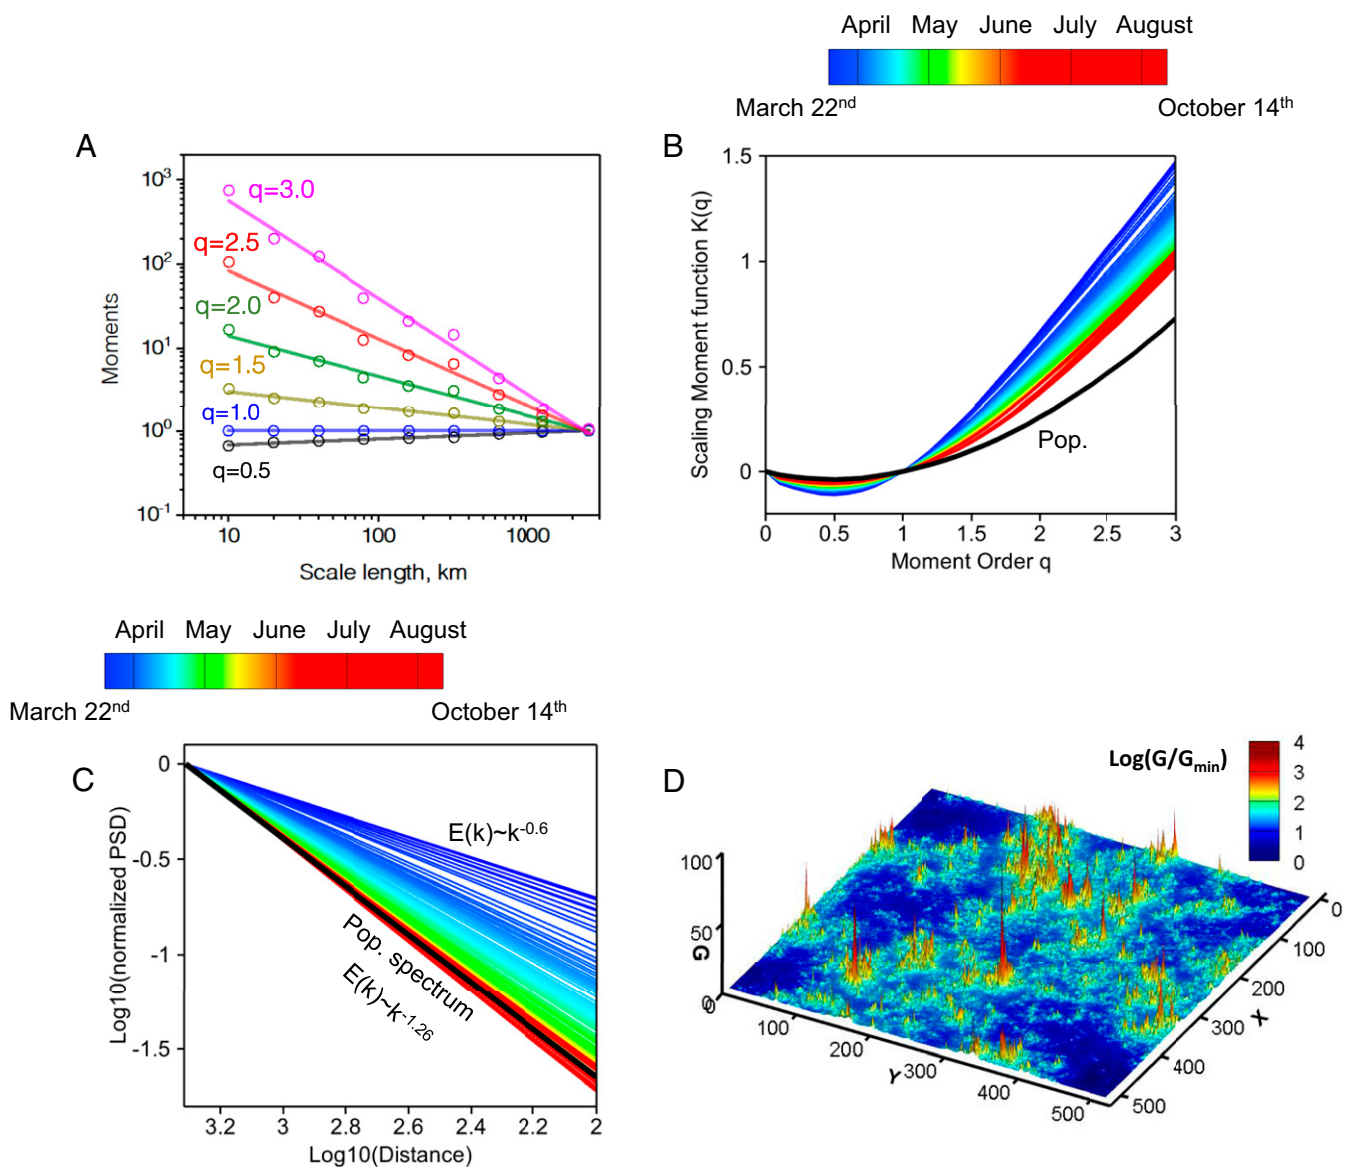 April May June July August
March 22nd October 14th
A
10³
10²
10¹
10⁰
10⁻¹
Moments
q=3.0
q=2.5
q=2.0
q=1.5
q=1.0
q=0.5
10 100 1000
Scale length, km
B
1.5
1
0.5
0
Scaling Moment function K(q)
Pop.
0 0.5 1 1.5 2 2.5 3
Moment Order q
April May June July August
March 22nd October 14th
C
0
-0.5
-1
-1.5
Log10(normalized PSD)
E(k)~k-0.6
Pop. spectrum
E(k)~k-1.26
3.2 3 2.8 2.6 2.4 2.2 2
Log10(Distance)
D
Log(G/Gmin)
4
3
2
1
0
100
50
0
G
0 100 200 300 400 500
Y
0 100 200 300 400 500
X